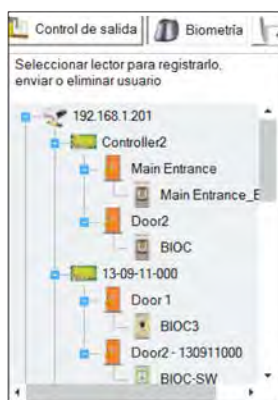 Control de salida Biometría
Seleccionar lector para registrarlo,
enviar o eliminar usuario
192.168.1.201
Controller2
Main Entrance
Main Entrance_E
Door2
BIOC
13-09-11-000
Door 1
BIOC3
Door2 - 130911000
BIOC-SW